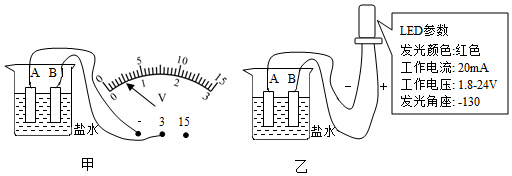 A B
盐水
0 5 10 15
0 1 2 3
V
- 3 15
甲
A B
盐水
- +
乙
LED参数
发光颜色:红色
工作电流: 20mA
工作电压: 1.8-24V
发光角座: -130